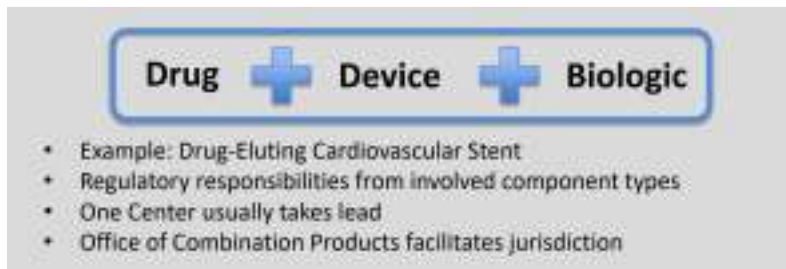 Drug Device Biologic
• Example: Drug-Eluting Cardiovascular Stent
• Regulatory responsibilities from involved component types
• One Center usually takes lead
• Office of Combination Products facilitates jurisdiction